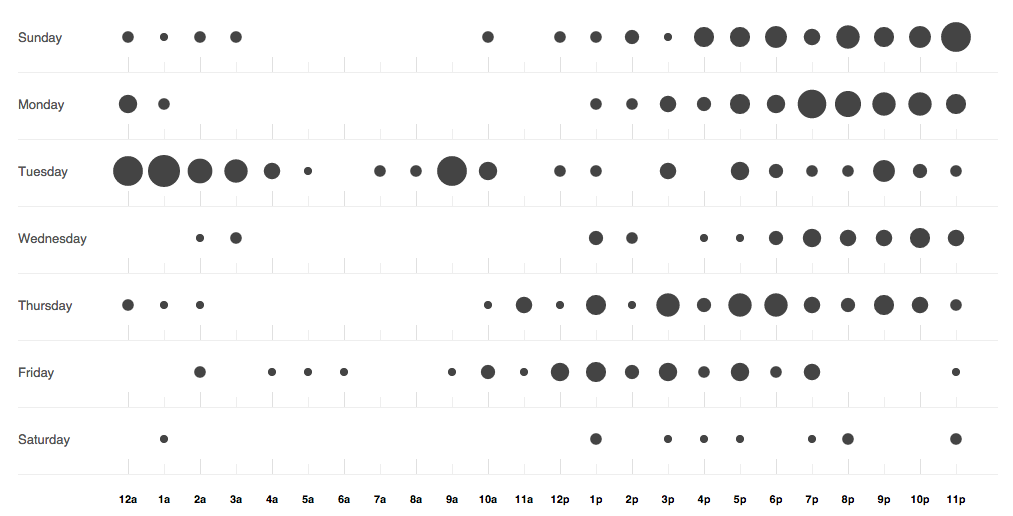 Sunday
Monday
Tuesday
Wednesday
Thursday
Friday
Saturday
12a 1a 2a 3a 4a 5a 6a 7a 8a 9a 10a 11a 12p 1p 2p 3p 4p 5p 6p 7p 8p 9p 10p 11p